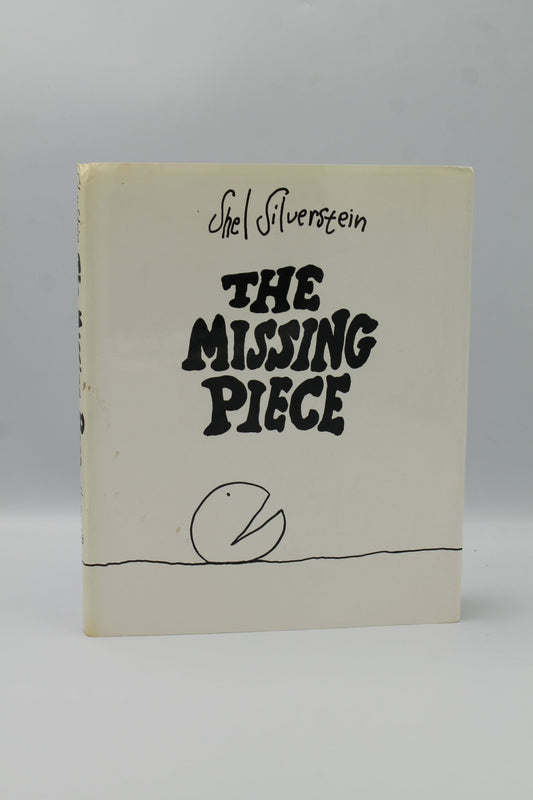 Shel Silverstein
THE
MISSING
PIECE